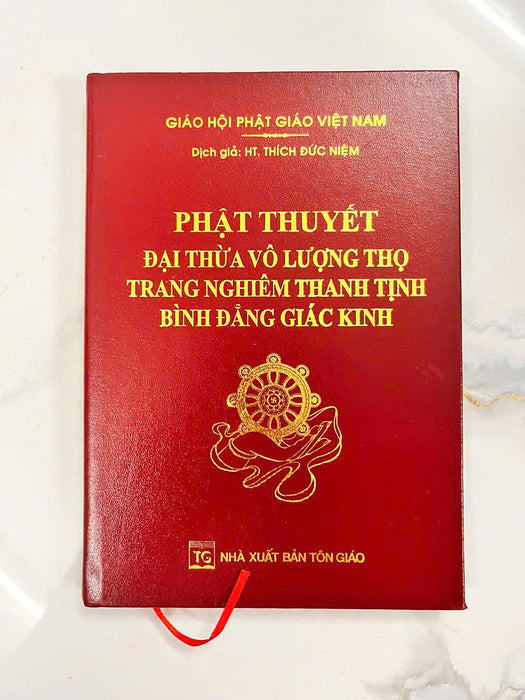 GIÁO HỘI PHẬT GIÁO VIỆT NAM
Dịch giả: HT. THÍCH ĐỨC NIỆM
PHẬT THUYẾT
ĐẠI THỪA VÔ LƯỢNG THỌ
TRANG NGHIÊM THANH TỊNH
BÌNH ĐẲNG GIÁC KINH
TG NHÀ XUẤT BẢN TÔN GIÁO